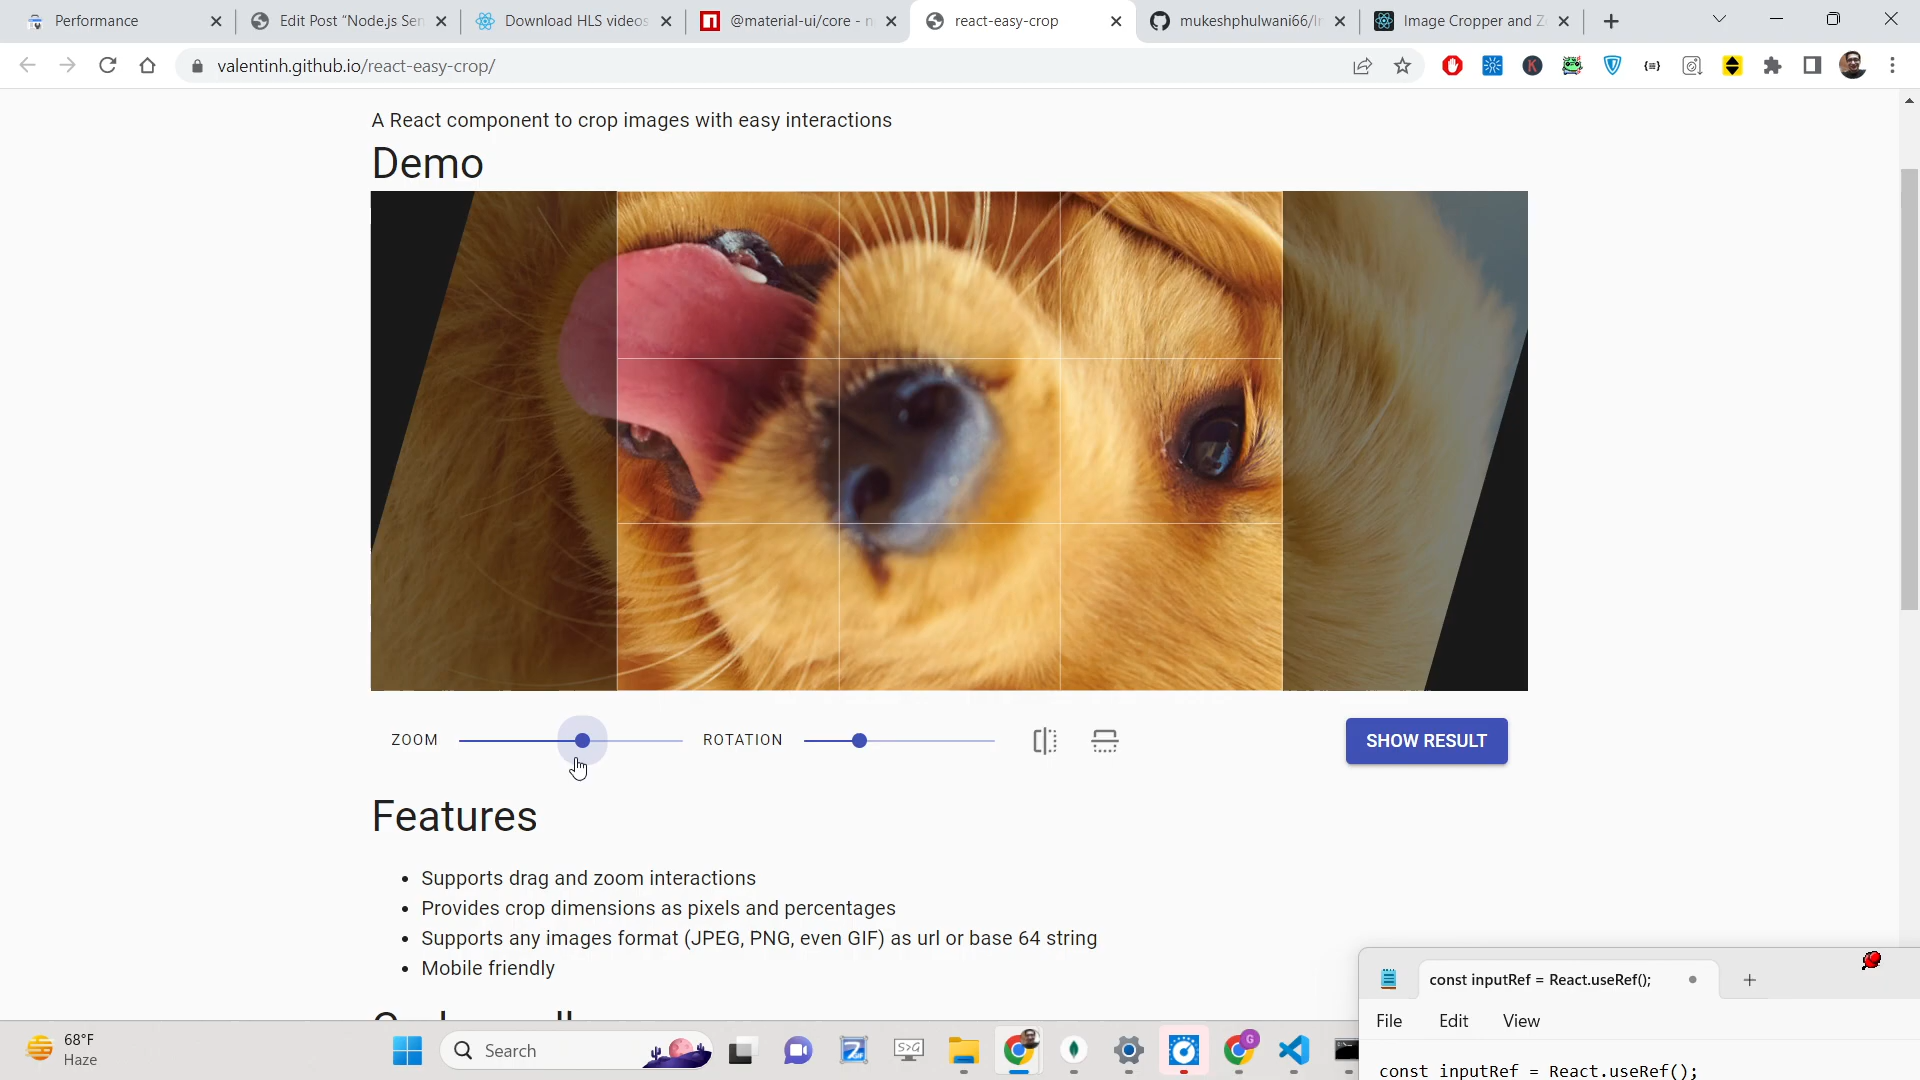 Performance
Edit Post "Node.js Ser
Download HLS videos
@material-ui/core - n
react-easy-crop
mukeshphulwani66/In
Image Cropper and Z
valentinh.github.io/react-easy-crop/
A React component to crop images with easy interactions
Demo
ZOOM
ROTATION
SHOW RESULT
Features
• Supports drag and zoom interactions
• Provides crop dimensions as pixels and percentages
• Supports any images format (JPEG, PNG, even GIF) as url or base 64 string
• Mobile friendly
const inputRef = React.useRef();
File Edit View
const inputRef = React.useRef();
68°F
Haze
Search